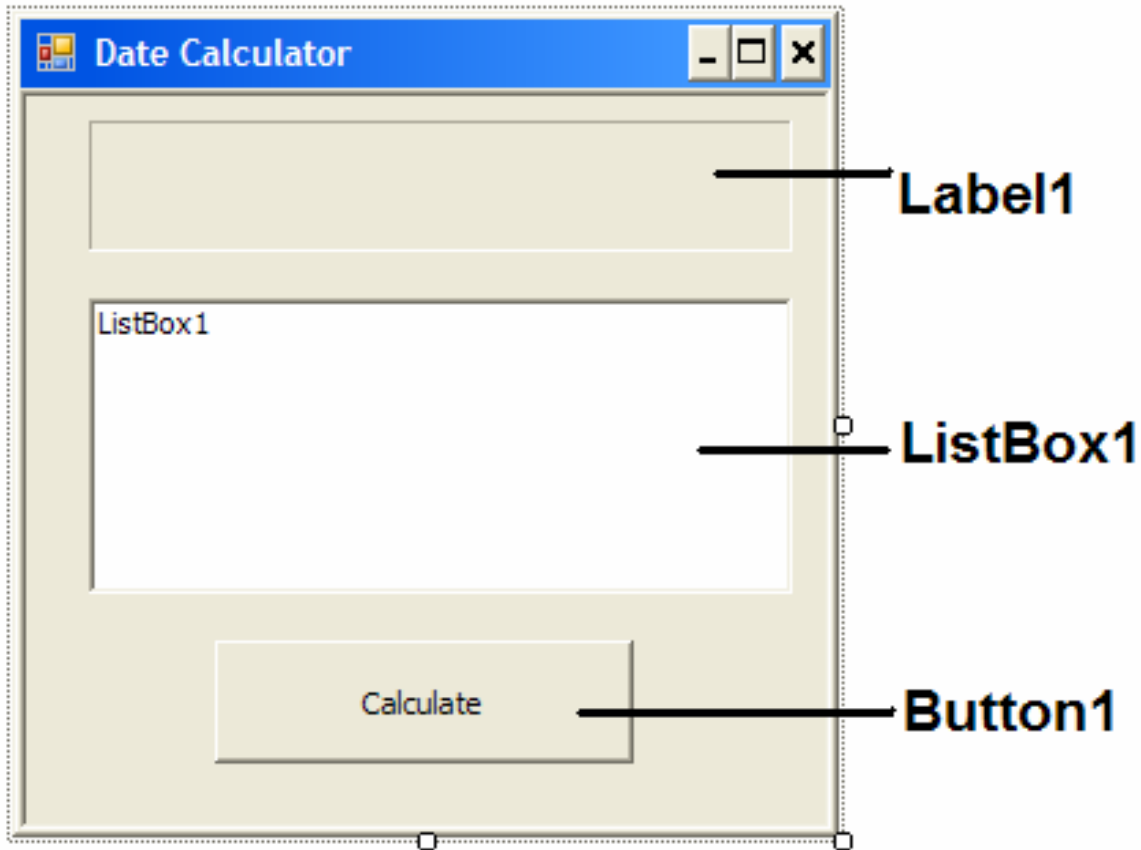 Date Calculator
Label1
ListBox1
ListBox1
Calculate
Button1